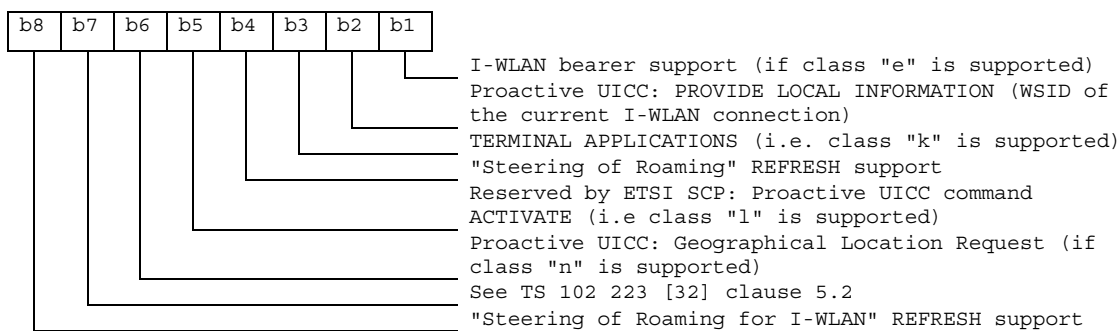 b8 b7 b6 b5 b4 b3 b2 b1
I-WLAN bearer support (if class "e" is supported)
Proactive UICC: PROVIDE LOCAL INFORMATION (WSID of
the current I-WLAN connection)
TERMINAL APPLICATIONS (i.e. class "k" is supported)
"Steering of Roaming" REFRESH support
Reserved by ETSI SCP: Proactive UICC command
ACTIVATE (i.e class "l" is supported)
Proactive UICC: Geographical Location Request (if
class "n" is supported)
See TS 102 223 [32] clause 5.2
"Steering of Roaming for I-WLAN" REFRESH support